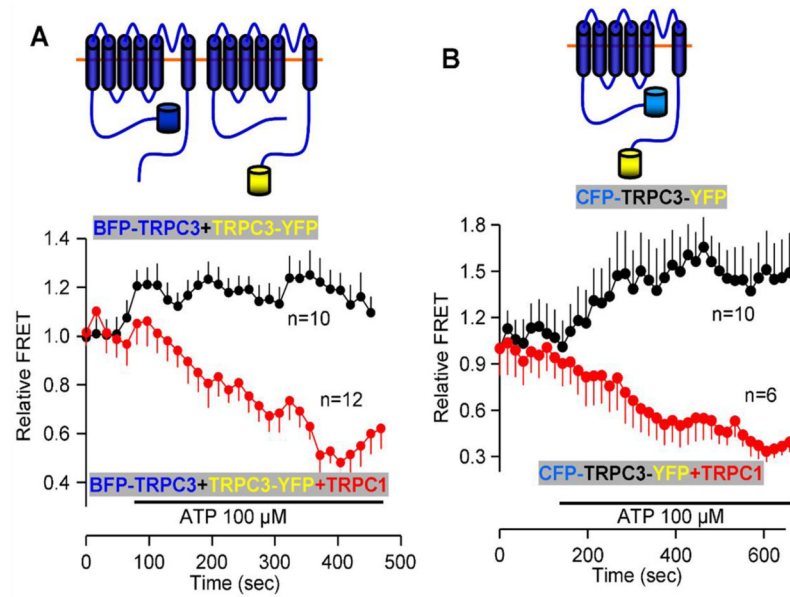 A
B
BFP-TRPC3+TRPC3-YFP
CFP-TRPC3-YFP
1.4
1.2
1.0
0.8
0.6
0.4
Relative FRET
n=10
n=12
BFP-TRPC3+TRPC3-YFP+TRPC1
ATP 100 µM
0 100 200 300 400 500
Time (sec)
1.8
1.5
1.2
0.9
0.6
0.3
Relative FRET
n=10
n=6
CFP-TRPC3-YFP+TRPC1
ATP 100 µM
0 200 400 600
Time (sec)